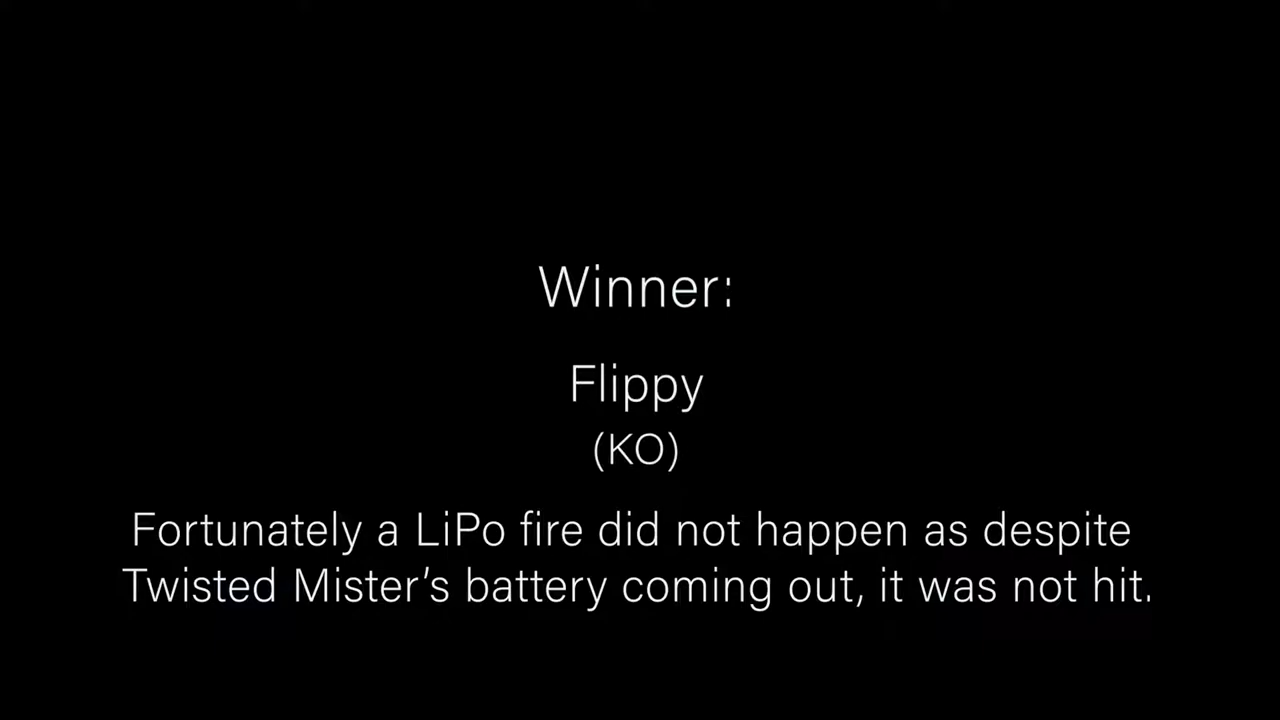 Winner:
Flippy
(KO)
Fortunately a LiPo fire did not happen as despite
Twisted Mister’s battery coming out, it was not hit.